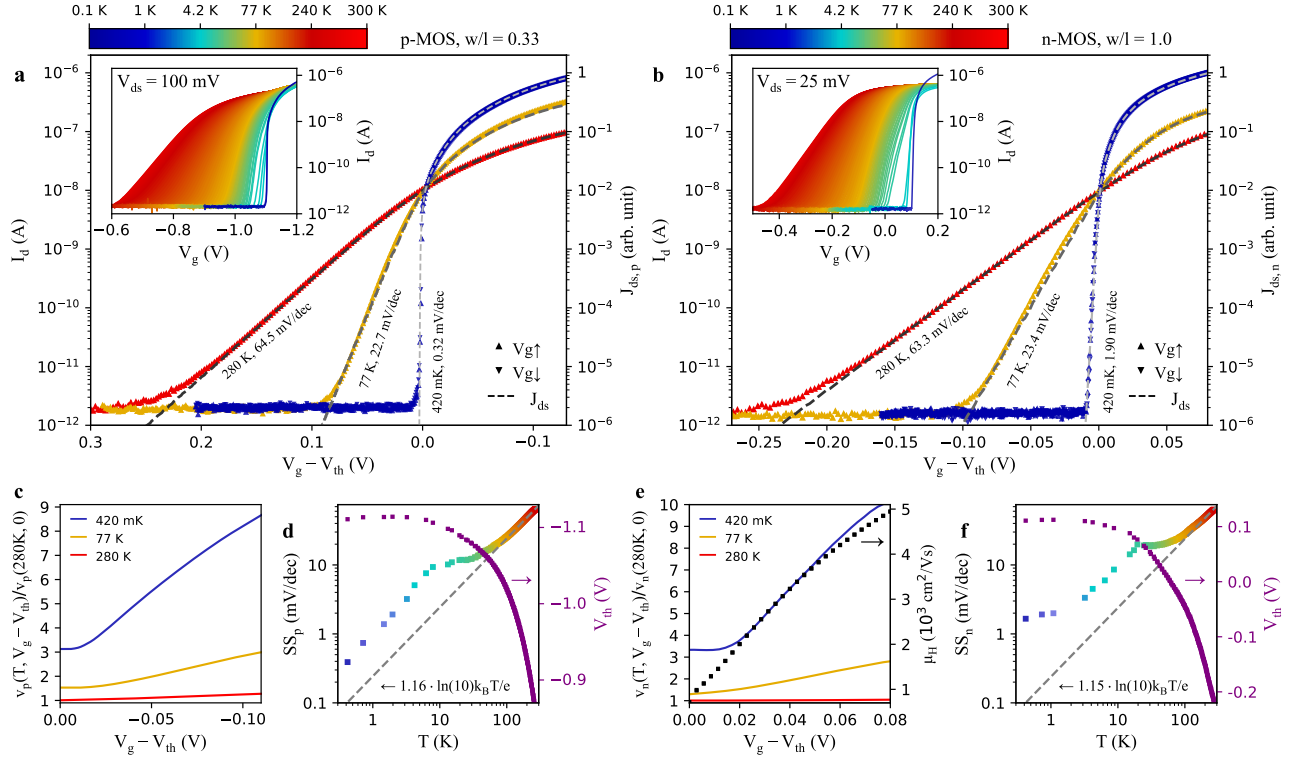 0.1 K 1 K 4.2 K 77 K 240 K 300 K
280 K
p-MOS, w/l = 0.33
a
V_ds = 100 mV
10⁻⁶ 10⁻⁷ 10⁻⁸ 10⁻⁹ 10⁻¹⁰ 10⁻¹¹ 10⁻¹²
I_d (A)
10⁻⁶ 10⁻⁸ 10⁻¹⁰ 10⁻¹²
I_d (A)
−0.6 −0.8 −1.0 −1.2
V_g (V)
1 10⁻¹ 10⁻² 10⁻³ 10⁻⁴ 10⁻⁵ 10⁻⁶
J_ds,p (arb. unit)
280 K, 64.5 mV/dec
77 K, 22.7 mV/dec
420 mK, 0.32 mV/dec
▲ Vg↑
▼ Vg↓
J_ds
0.3 0.2 0.1 0.0 −0.1
V_g − V_th (V)
0.1 K 1 K 4.2 K 77 K 240 K 300 K
280 K
n-MOS, w/l = 1.0
b
V_ds = 25 mV
10⁻⁶ 10⁻⁷ 10⁻⁸ 10⁻⁹ 10⁻¹⁰ 10⁻¹¹ 10⁻¹²
I_d (A)
10⁻⁶ 10⁻⁸ 10⁻¹⁰ 10⁻¹²
I_d (A)
−0.4 −0.2 0.0 0.2
V_g (V)
1 10⁻¹ 10⁻² 10⁻³ 10⁻⁴ 10⁻⁵ 10⁻⁶
J_ds,n (arb. unit)
280 K, 63.3 mV/dec
77 K, 23.4 mV/dec
420 mK, 1.90 mV/dec
▲ Vg↑
▼ Vg↓
J_ds
−0.25 −0.20 −0.15 −0.10 −0.05 0.00 0.05
V_g − V_th (V)
c
9 8 7 6 5 4 3 2 1
v_p(T, V_g − V_th)/v_p(280K, 0)
420 mK
77 K
280 K
0.00 −0.05 −0.10
V_g − V_th (V)
d
10 1 0.1
SS_p (mV/dec)
→
← 1.16 · ln(10)k_BT/e
−1.1 −1.0 −0.9
V_th (V)
1 10 100
T (K)
e
10 9 8 7 6 5 4 3 2 1
v_n(T, V_g − V_th)/v_n(280K, 0)
420 mK
77 K
280 K
→
5 4 3 2 1
μ_H (10³ cm²/Vs)
0.00 0.02 0.04 0.06 0.08
V_g − V_th (V)
f
10 1 0.1
SS_n (mV/dec)
→
← 1.15 · ln(10)k_BT/e
0.1 0.0 −0.1 −0.2
V_th (V)
1 10 100
T (K)